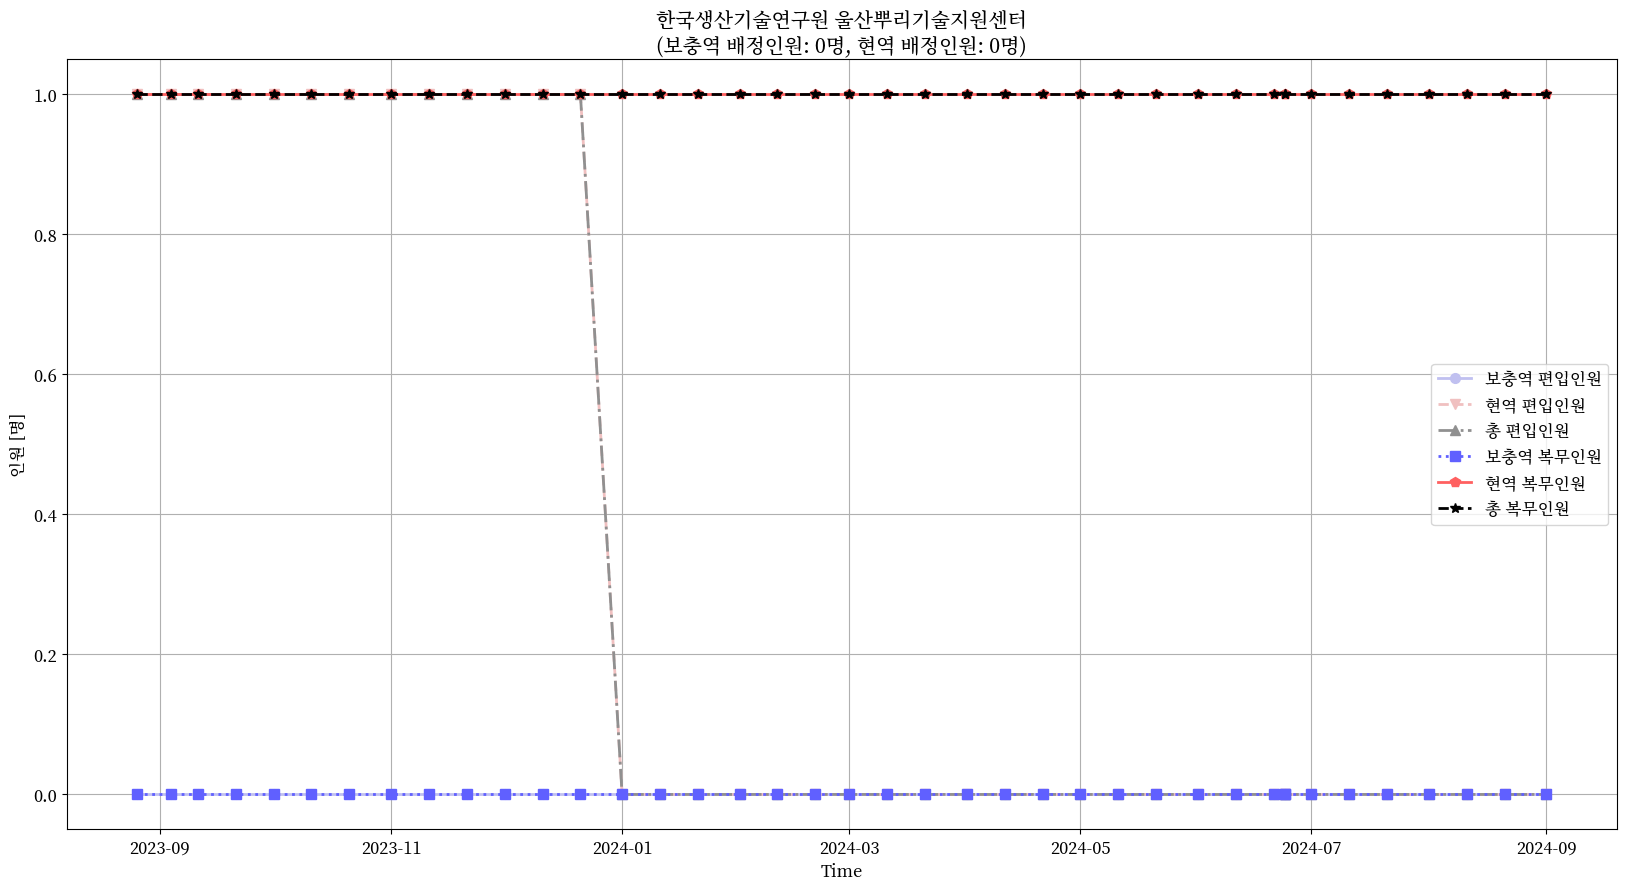 한국생산기술연구원 울산뿌리기술지원센터
(보충역 배정인원: 0명, 현역 배정인원: 0명)
인원 [명]
1.0
0.8
0.6
0.4
0.2
0.0
보충역 편입인원
현역 편입인원
총 편입인원
보충역 복무인원
현역 복무인원
총 복무인원
2023-09
2023-11
2024-01
2024-03
2024-05
2024-07
2024-09
Time